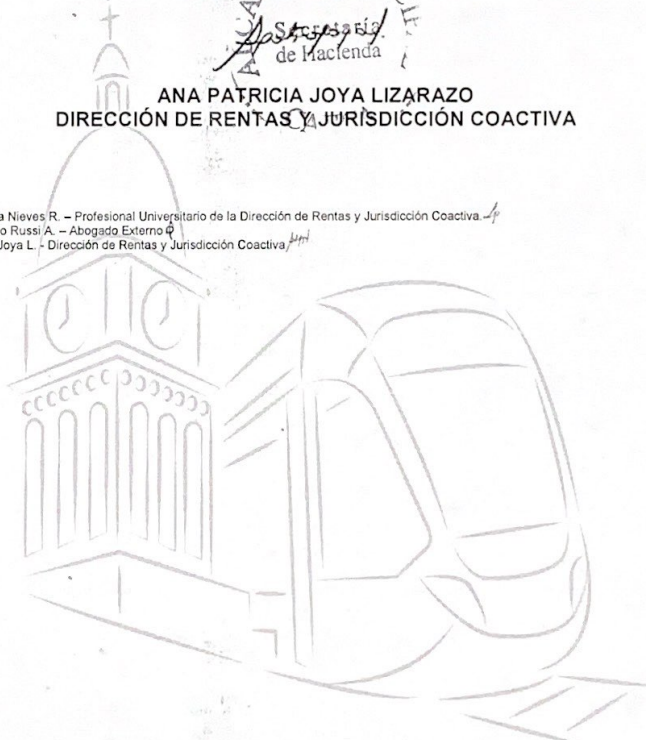 Secretaría
de Hacienda
ANA PATRICIA JOYA LIZARAZO
DIRECCIÓN DE RENTAS Y JURISDICCIÓN COACTIVA
a Nieves R. – Profesional Universitario de la Dirección de Rentas y Jurisdicción Coactiva.
o Russi A. – Abogado Externo
Joya L. - Dirección de Rentas y Jurisdicción Coactiva